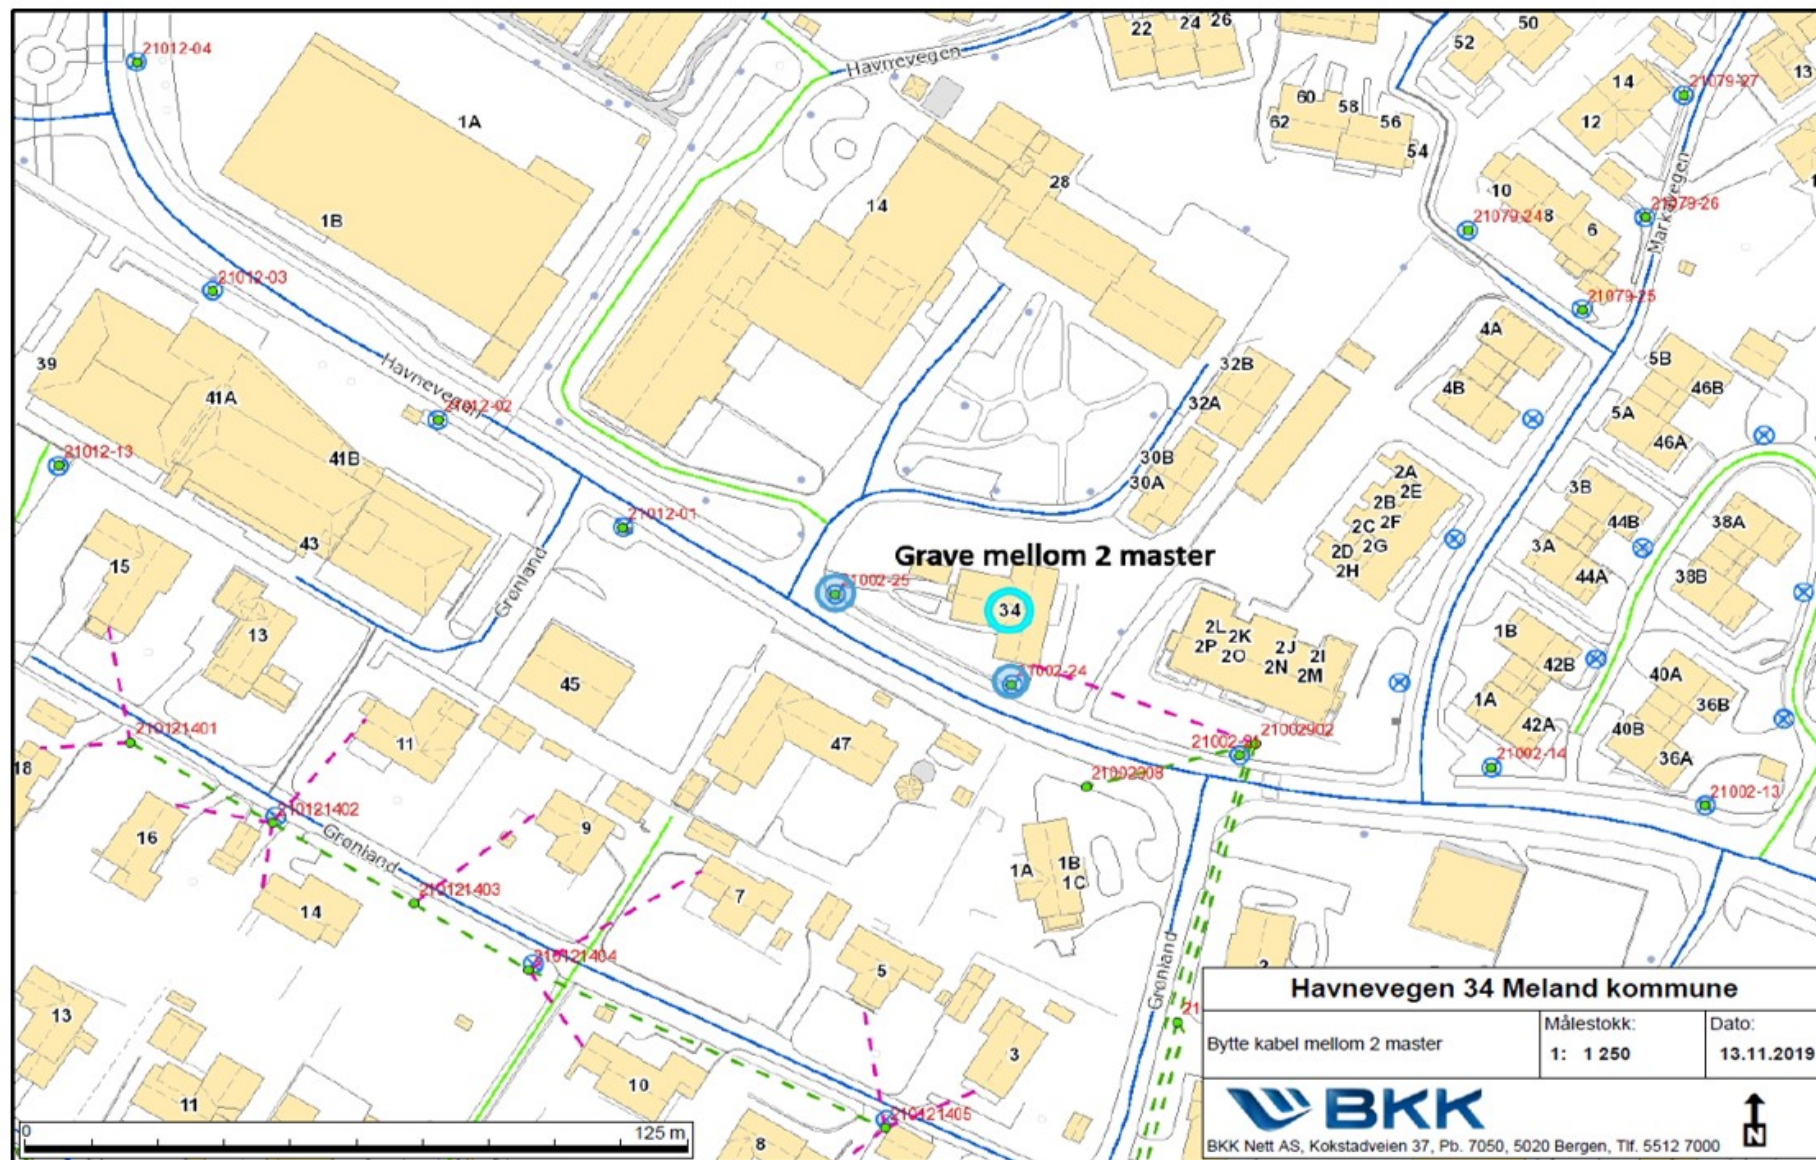 21012-04
1A
1B
Havnevegen
22
24
26
52
50
13
14
21079-27
12
60
58
62
56
54
14
28
10
8
21079-24
21079-26
6
Markavegen
21012-03
21079-25
39
41A
Havnevegen
21012-02
32B
32A
4A
4B
5B
46B
5A
46A
21012-13
41B
30B
30A
2A
2B
2E
2C
2F
2D
2G
2H
3B
44B
3A
44A
38A
38B
21012-01
43
15
Grønland
Grave mellom 2 master
21002-25
34
13
2L
2K
2P
2O
2J
2N
2I
2M
1B
42B
1A
42A
40A
36B
40B
36A
45
21002-24
210121401
11
47
21002902
21002908
21002-14
21002-13
18
16
210121402
Grønland
9
210121403
14
1A
1B
1C
7
210121404
5
Grønland
2
13
3
11
10
8
210121405
Havnevegen 34 Meland kommune
Bytte kabel mellom 2 master
Målestokk:
1: 1 250
Dato:
13.11.2019
BKK
BKK Nett AS, Kokstadveien 37, Pb. 7050, 5020 Bergen, Tlf. 5512 7000
N
0
125 m